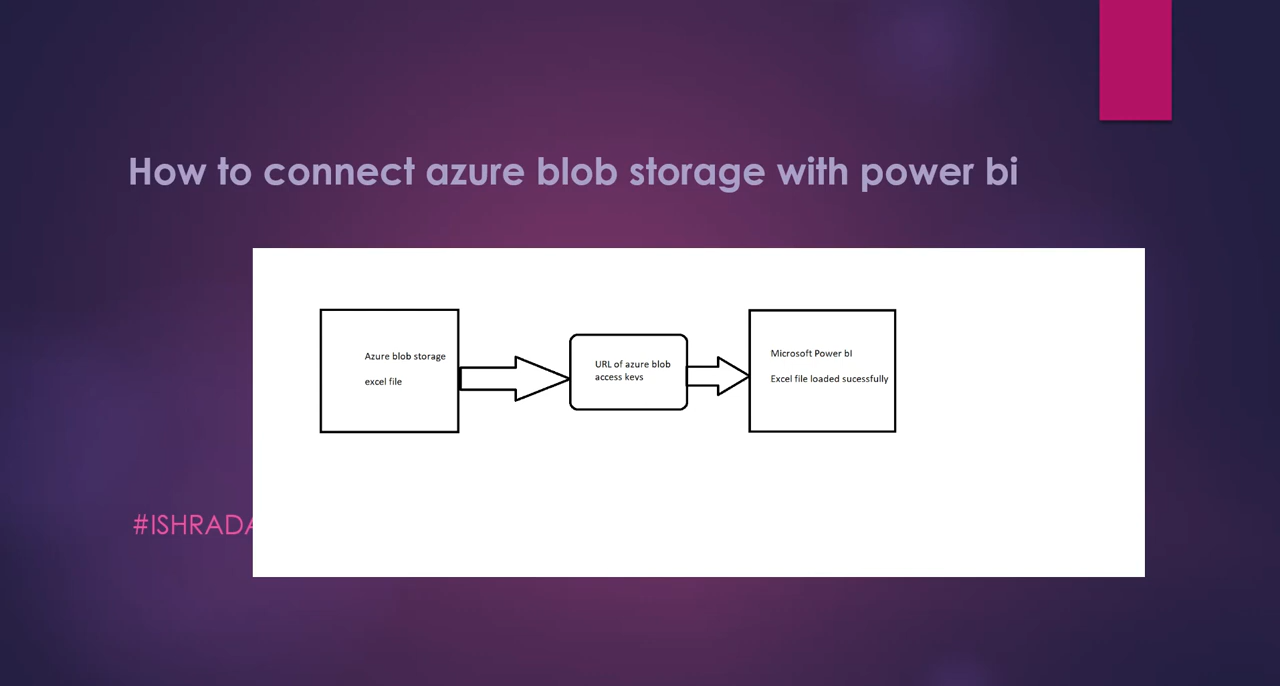 How to connect azure blob storage with power bi
Azure blob storage
excel file
URL of azure blob
access keys
Microsoft Power bI
Excel file loaded sucessfully
#ISHRADA